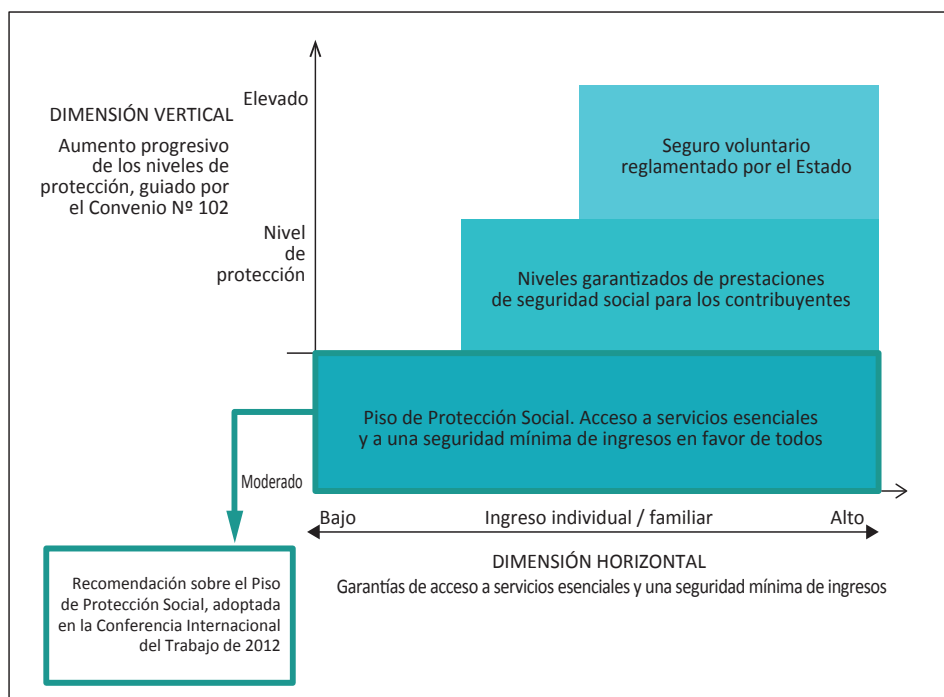 DIMENSIÓN VERTICAL
Aumento progresivo
de los niveles de
protección, guiado por
el Convenio Nº 102
Elevado
Nivel
de
protección
Moderado
Seguro voluntario
reglamentado por el Estado
Niveles garantizados de prestaciones
de seguridad social para los contribuyentes
Piso de Protección Social. Acceso a servicios esenciales
y a una seguridad mínima de ingresos en favor de todos
Bajo Ingreso individual / familiar Alto
DIMENSIÓN HORIZONTAL
Garantías de acceso a servicios esenciales y una seguridad mínima de ingresos
Recomendación sobre el Piso
de Protección Social, adoptada
en la Conferencia Internacional
del Trabajo de 2012